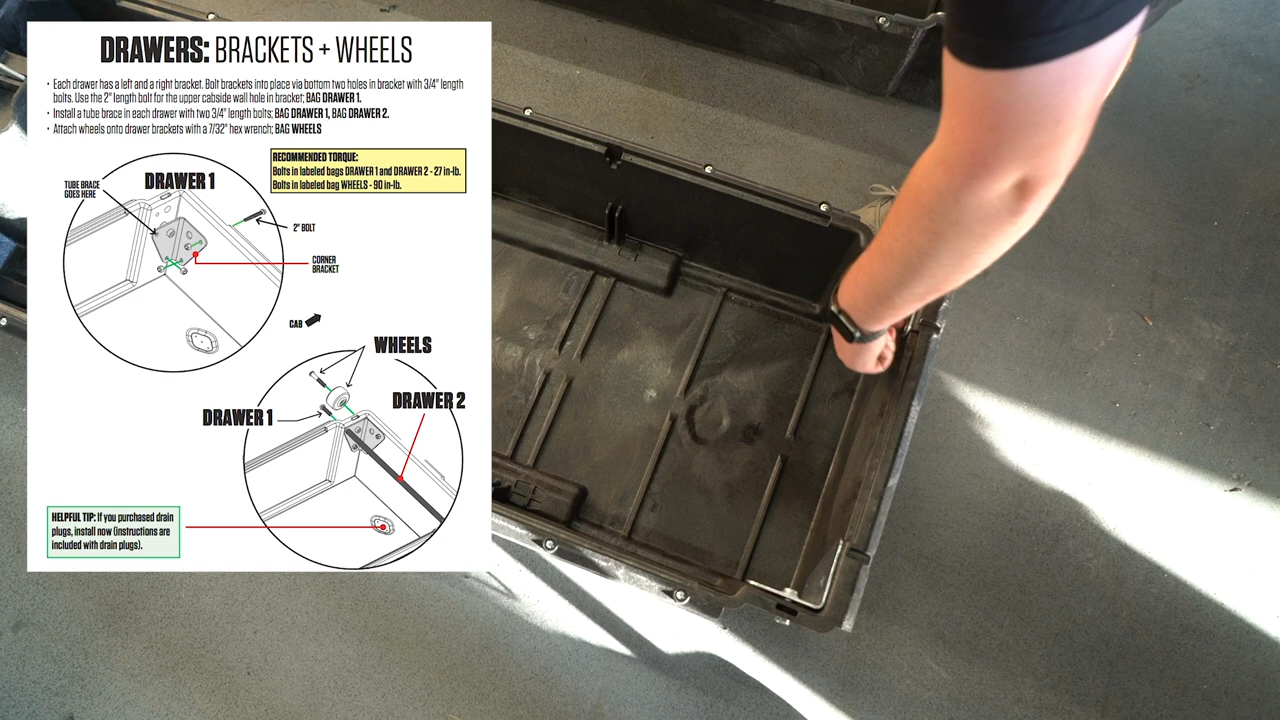 DRAWERS: BRACKETS + WHEELS
• Each drawer has a left and a right bracket. Bolt brackets into place via bottom two holes in bracket with 3/4" length
bolts. Use the 2" length bolt for the upper cabside wall hole in bracket; BAG DRAWER 1.
• Install a tube brace in each drawer with two 3/4" length bolts; BAG DRAWER 1, BAG DRAWER 2.
• Attach wheels onto drawer brackets with a 7/32" hex wrench; BAG WHEELS
RECOMMENDED TORQUE:
Bolts in labeled bags DRAWER 1 and DRAWER 2 - 27 in-lb.
Bolts in labeled bag WHEELS - 90 in-lb.
DRAWER 1
TUBE BRACE
GOES HERE
2" BOLT
CORNER
BRACKET
CAB
WHEELS
DRAWER 2
DRAWER 1
HELPFUL TIP: If you purchased drain
plugs, install now (instructions are
included with drain plugs).